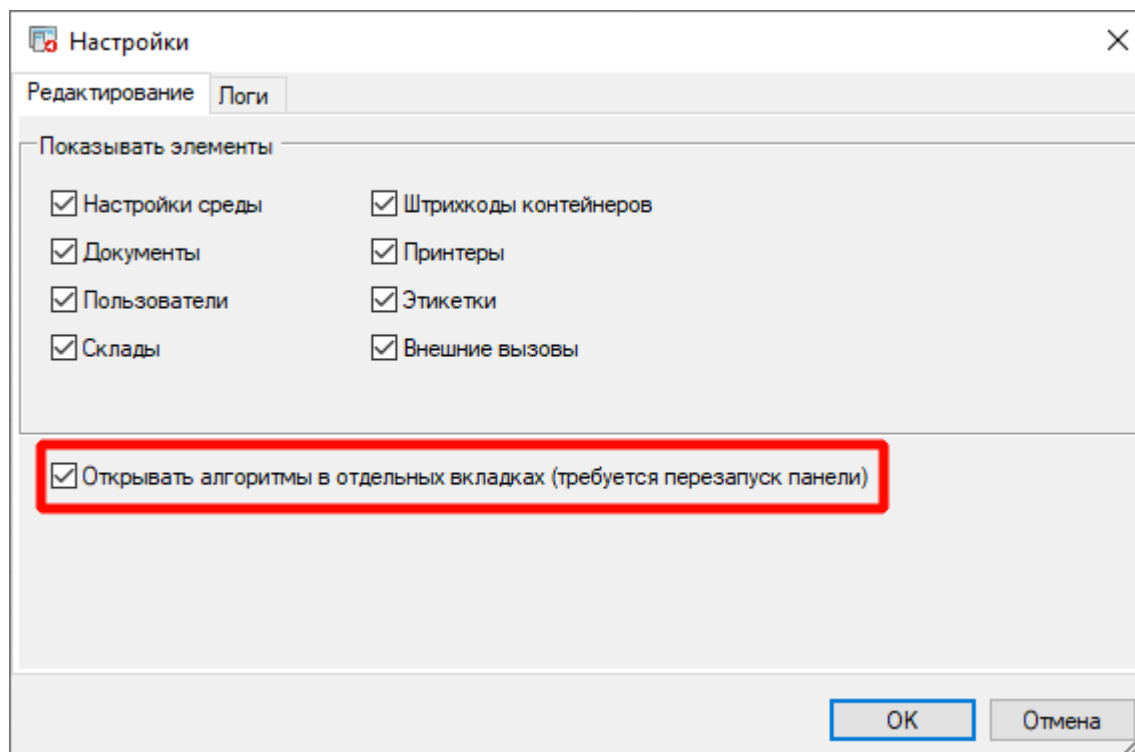 Настройки
Редактирование Логи
Показывать элементы
Настройки среды Штрихкоды контейнеров
Документы Принтеры
Пользователи Этикетки
Склады Внешние вызовы
Открывать алгоритмы в отдельных вкладках (требуется перезапуск панели)
OK Отмена